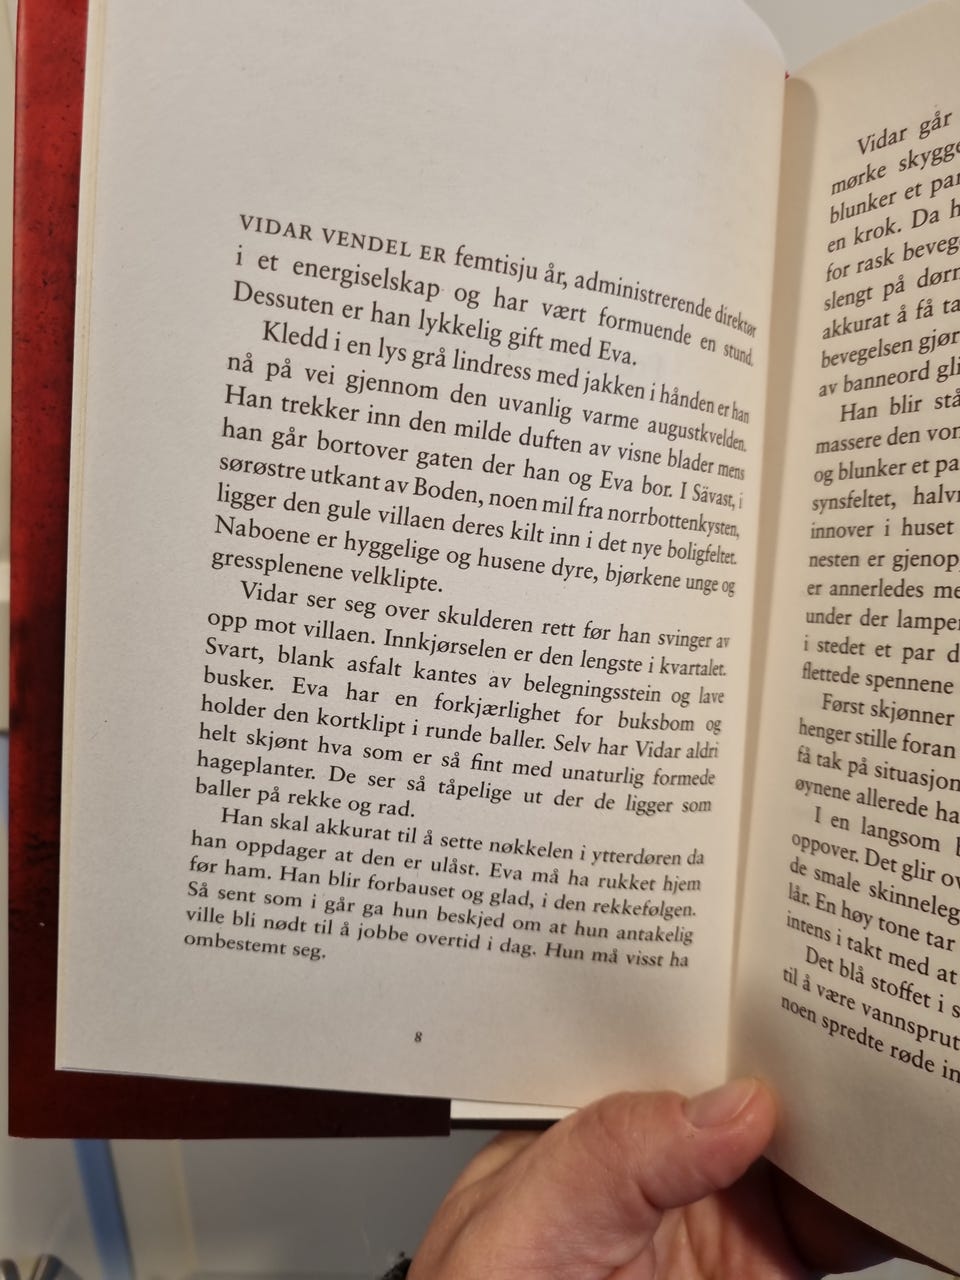 VIDAR VENDEL ER femtisju år, administrerende direktør
i et energiselskap og har vært formuende en stund.
Dessuten er han lykkelig gift med Eva.
Kledd i en lys grå lindress med jakken i hånden er han
nå på vei gjennom den uvanlig varme augustkvelden.
Han trekker inn den milde duften av visne blader mens
han går bortover gaten der han og Eva bor. I Sävast, i
sørøstre utkant av Boden, noen mil fra norrbottenkysten,
ligger den gule villaen deres kilt inn i det nye boligfeltet.
Naboene er hyggelige og husene dyre, bjørkene unge og
gressplenene velklipte.
Vidar ser seg over skulderen rett før han svinger av
opp mot villaen. Innkjørselen er den lengste i kvartalet.
Svart, blank asfalt kantes av belegningsstein og lave
busker. Eva har en forkjærlighet for buksbom og
holder den kortklipt i runde baller. Selv har Vidar aldri
helt skjønt hva som er så fint med unaturlig formede
hageplanter. De ser så tåpelige ut der de ligger som
baller på rekke og rad.
Han skal akkurat til å sette nøkkelen i ytterdøren da
han oppdager at den er ulåst. Eva må ha rukket hjem
før ham. Han blir forbauset og glad, i den rekkefølgen.
Så sent som i går ga hun beskjed om at hun antakelig
ville bli nødt til å jobbe overtid i dag. Hun må visst ha
ombestemt seg.
8
Vidar går
mørke
blunker et
en krok. Da
for rask
slengt på
akkurat å få
bevegelsen
av banneord
Han blir
massere den
og blunker et
synsfeltet,
innover i huset
nesten er
er annerledes
under der
i stedet et par
flettede spennene
Først skjønner
henger stille foran
få tak på
øynene allerede
I en langsom
oppover. Det glir
de smale
lår. En høy tone tar
intens i takt med at
Det blå stoffet i
til å være
noen spredte røde